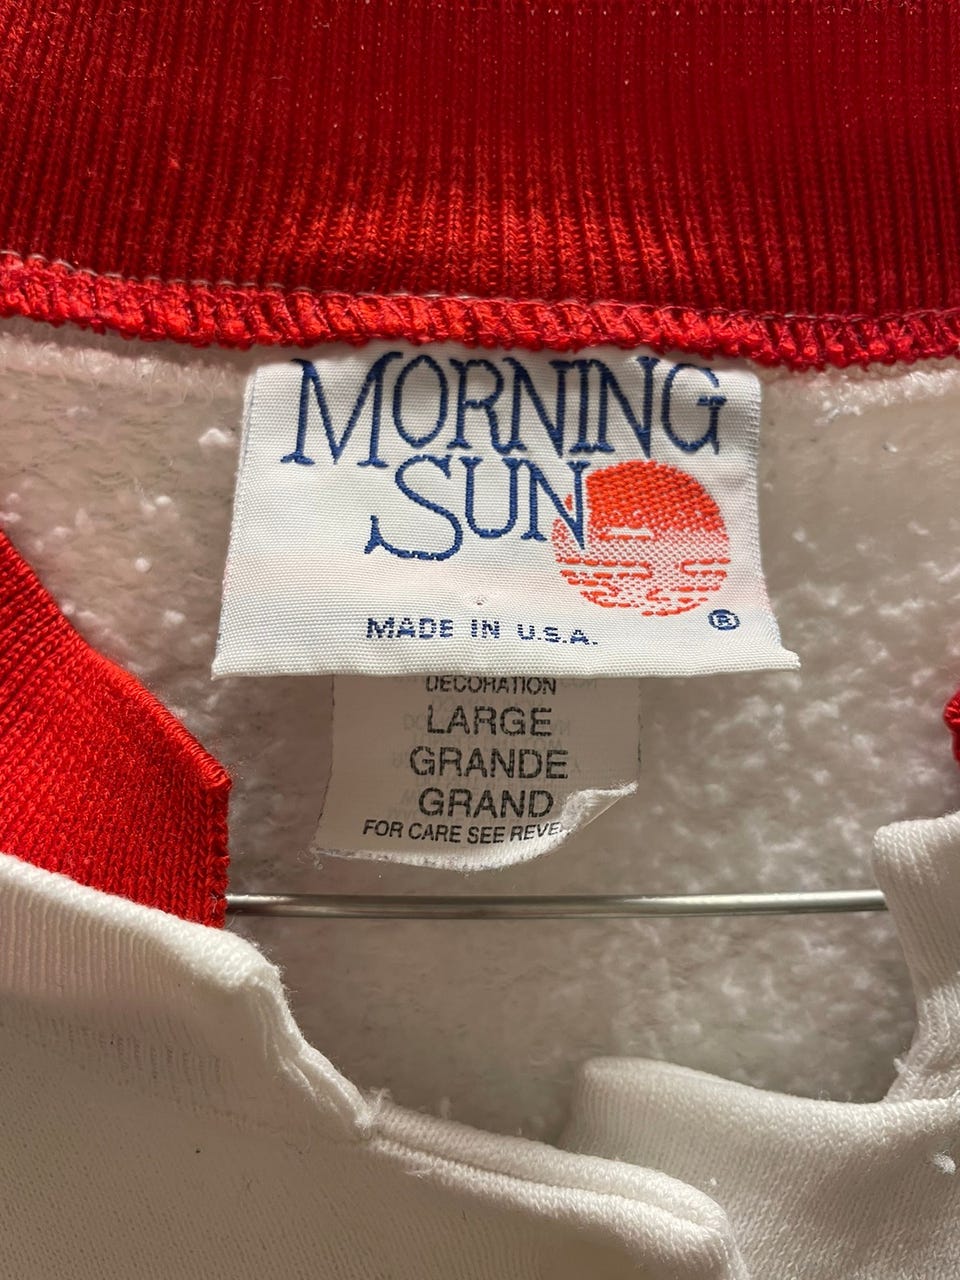 MORNING
SUN
®
MADE IN U.S.A.
DECORATION
LARGE
GRANDE
GRAND
FOR CARE SEE REVE